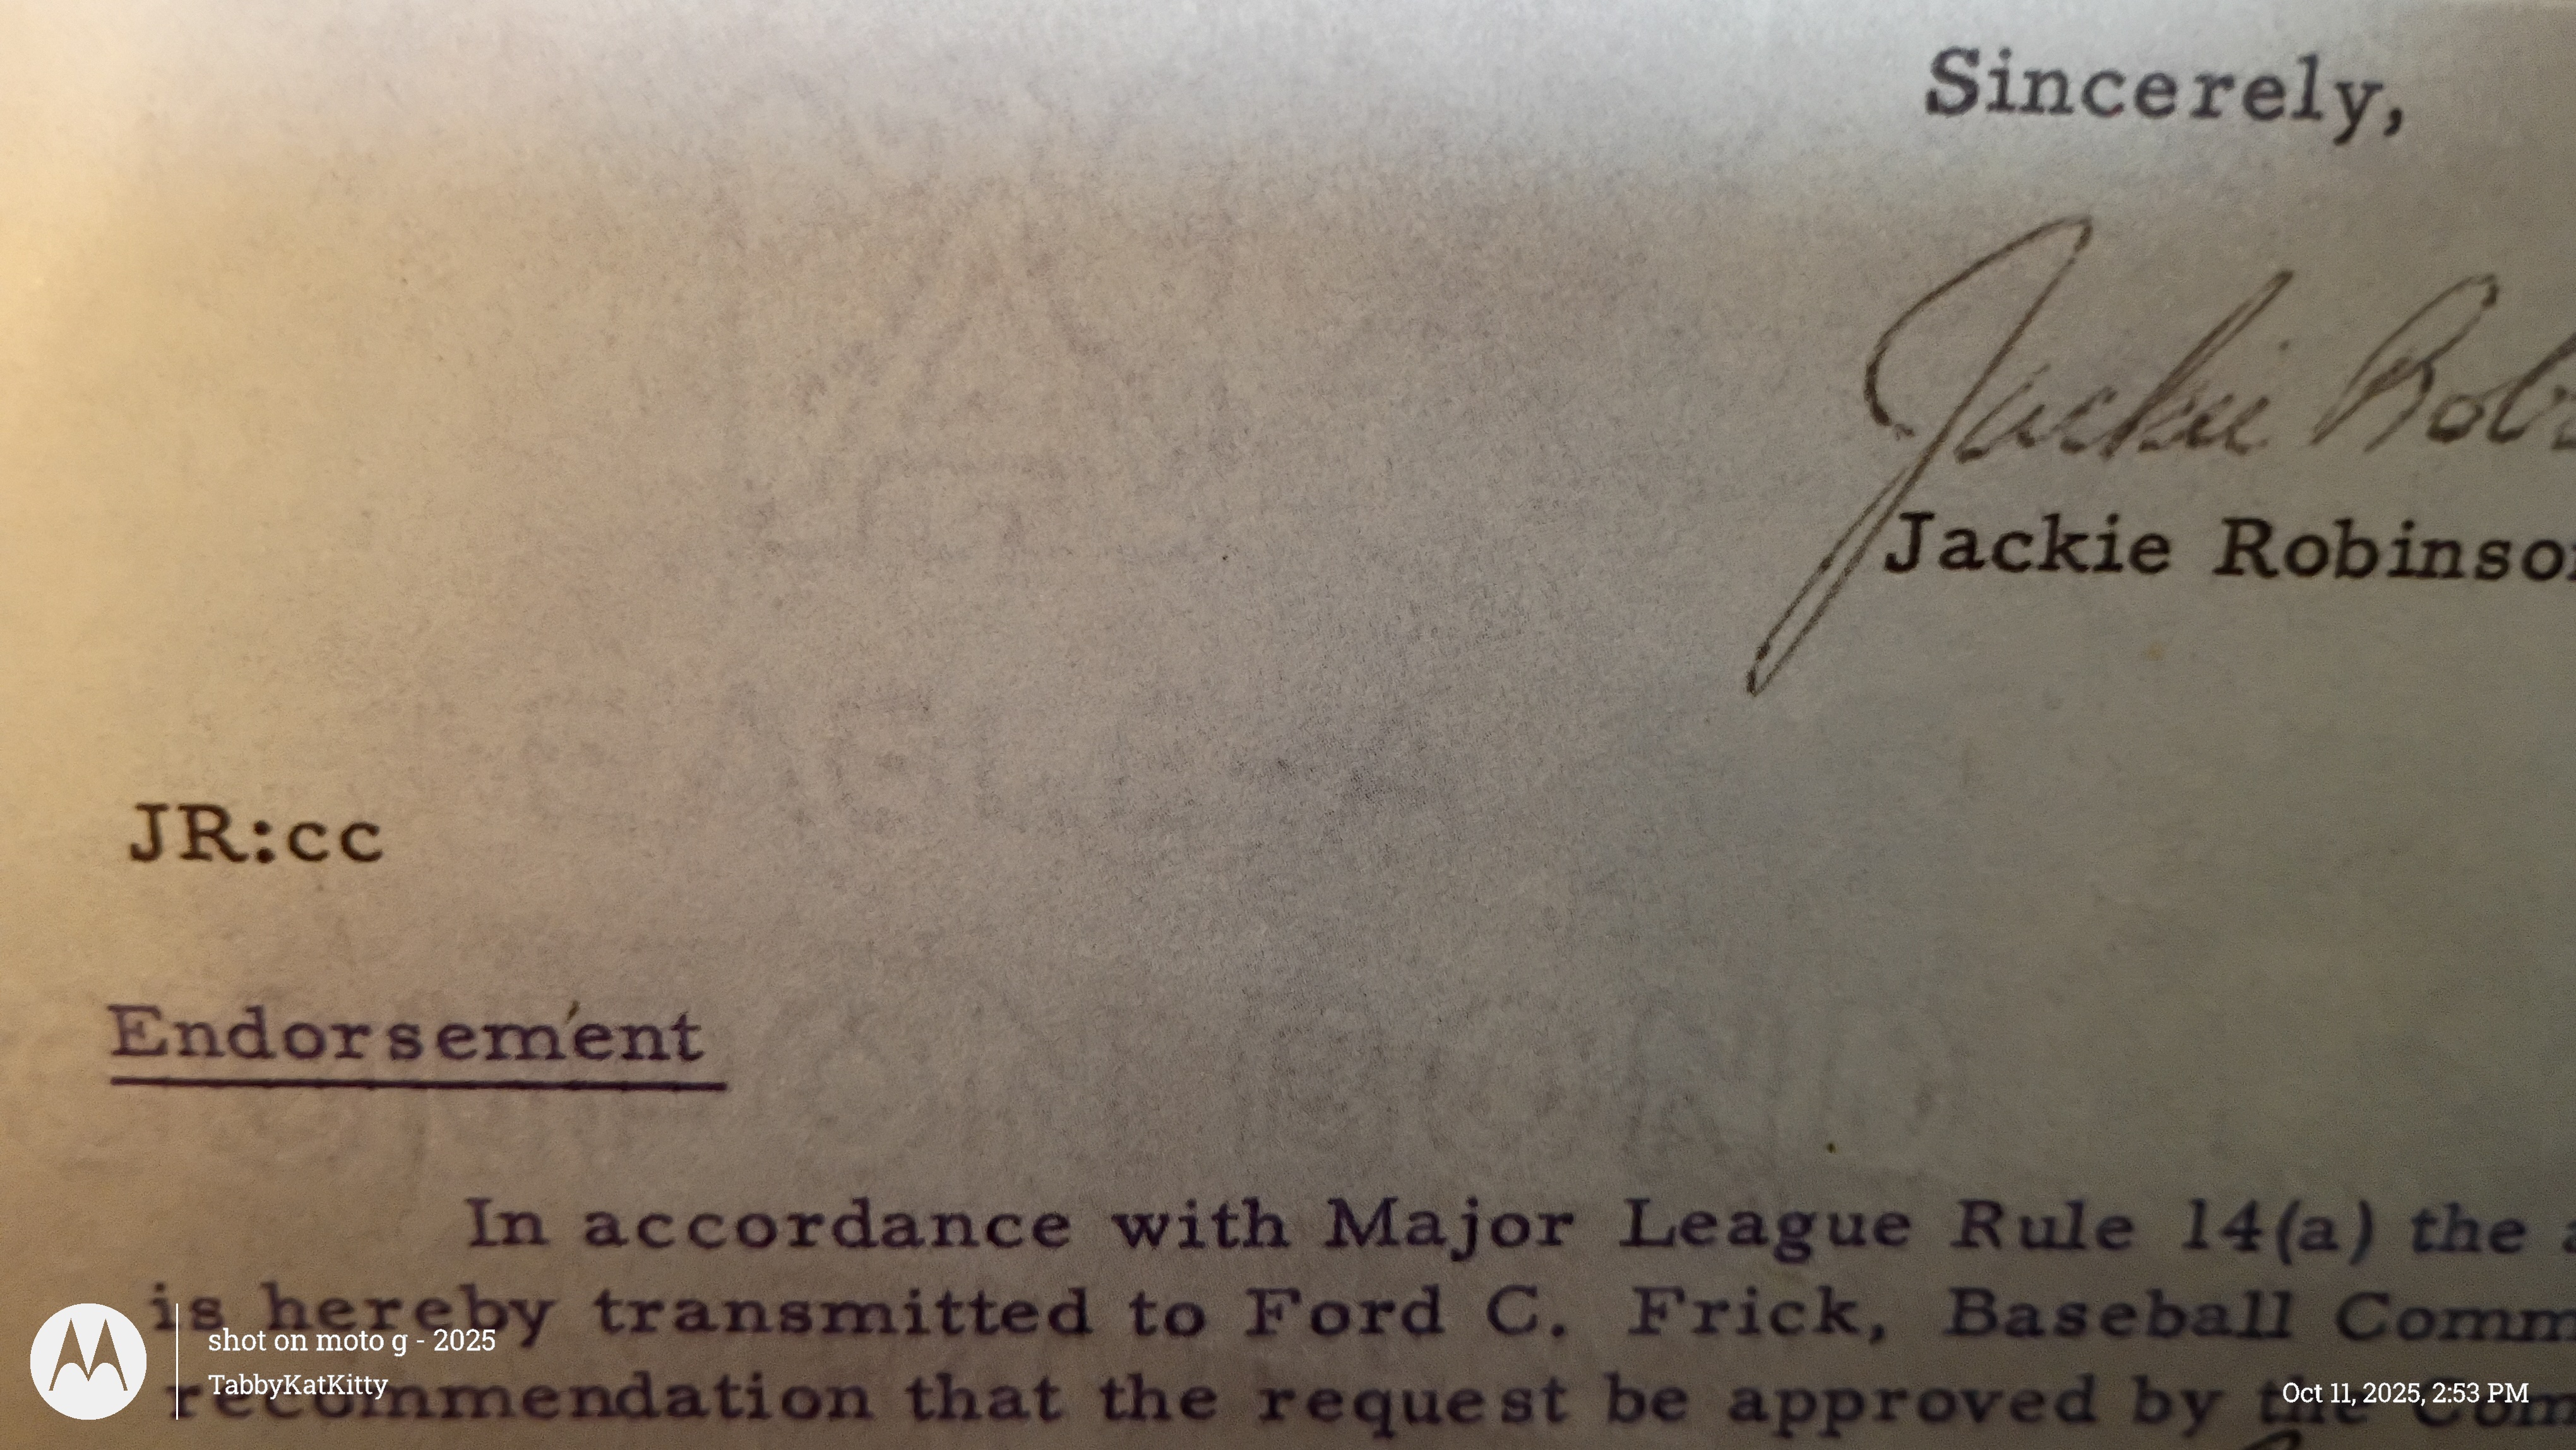 Sincerely,
Jackie Rob
Jackie Robinso
JR:cc
Endorsement
In accordance with Major League Rule 14(a) the
is hereby transmitted to Ford C. Frick, Baseball Comm
recommendation that the request be approved by the Com
shot on moto g - 2025
TabbyKatKitty
Oct 11, 2025, 2:53 PM